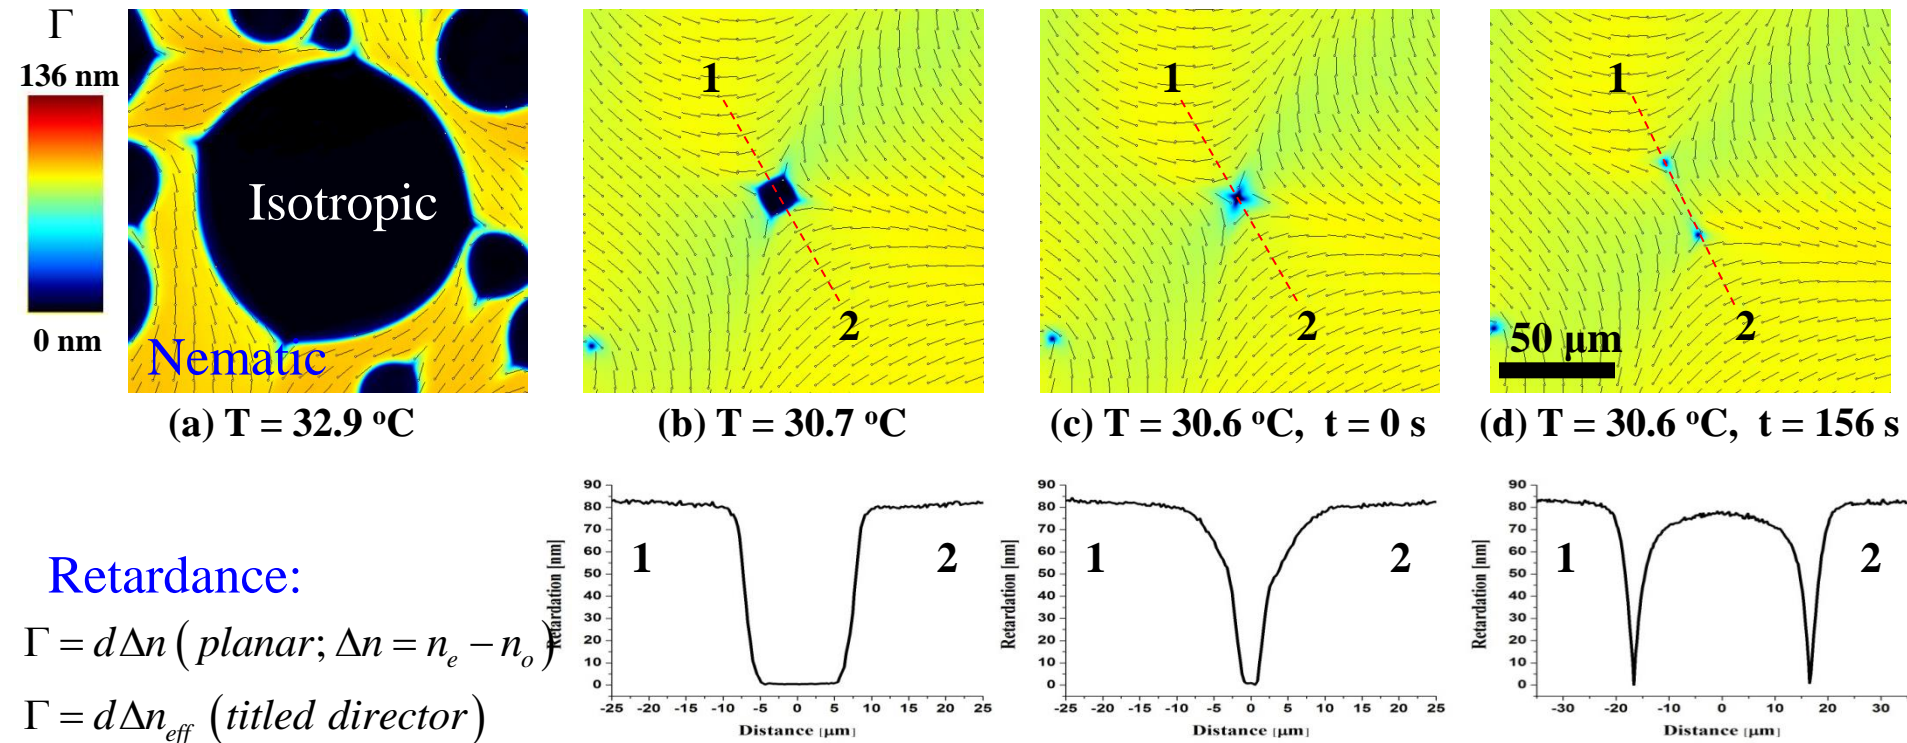 Γ
136 nm
0 nm
Isotropic
Nematic
1
2
1
2
1
2
50 μm
(a) T = 32.9 °C
(b) T = 30.7 °C
(c) T = 30.6 °C, t = 0 s
(d) T = 30.6 °C, t = 156 s
Retardance:
Γ = dΔn ( planar; Δn = nₑ − nₒ )
Γ = dΔn_eff (titled director)
Retardation [nm]
90
80
70
60
50
40
30
20
10
0
1 2
-25 -20 -15 -10 -5 0 5 10 15 20 25
Distance [μm]
Retardation [nm]
90
80
70
60
50
40
30
20
10
0
1 2
-25 -20 -15 -10 -5 0 5 10 15 20 25
Distance [μm]
Retardation [nm]
90
80
70
60
50
40
30
20
10
0
1 2
-30 -20 -10 0 10 20 30
Distance [μm]